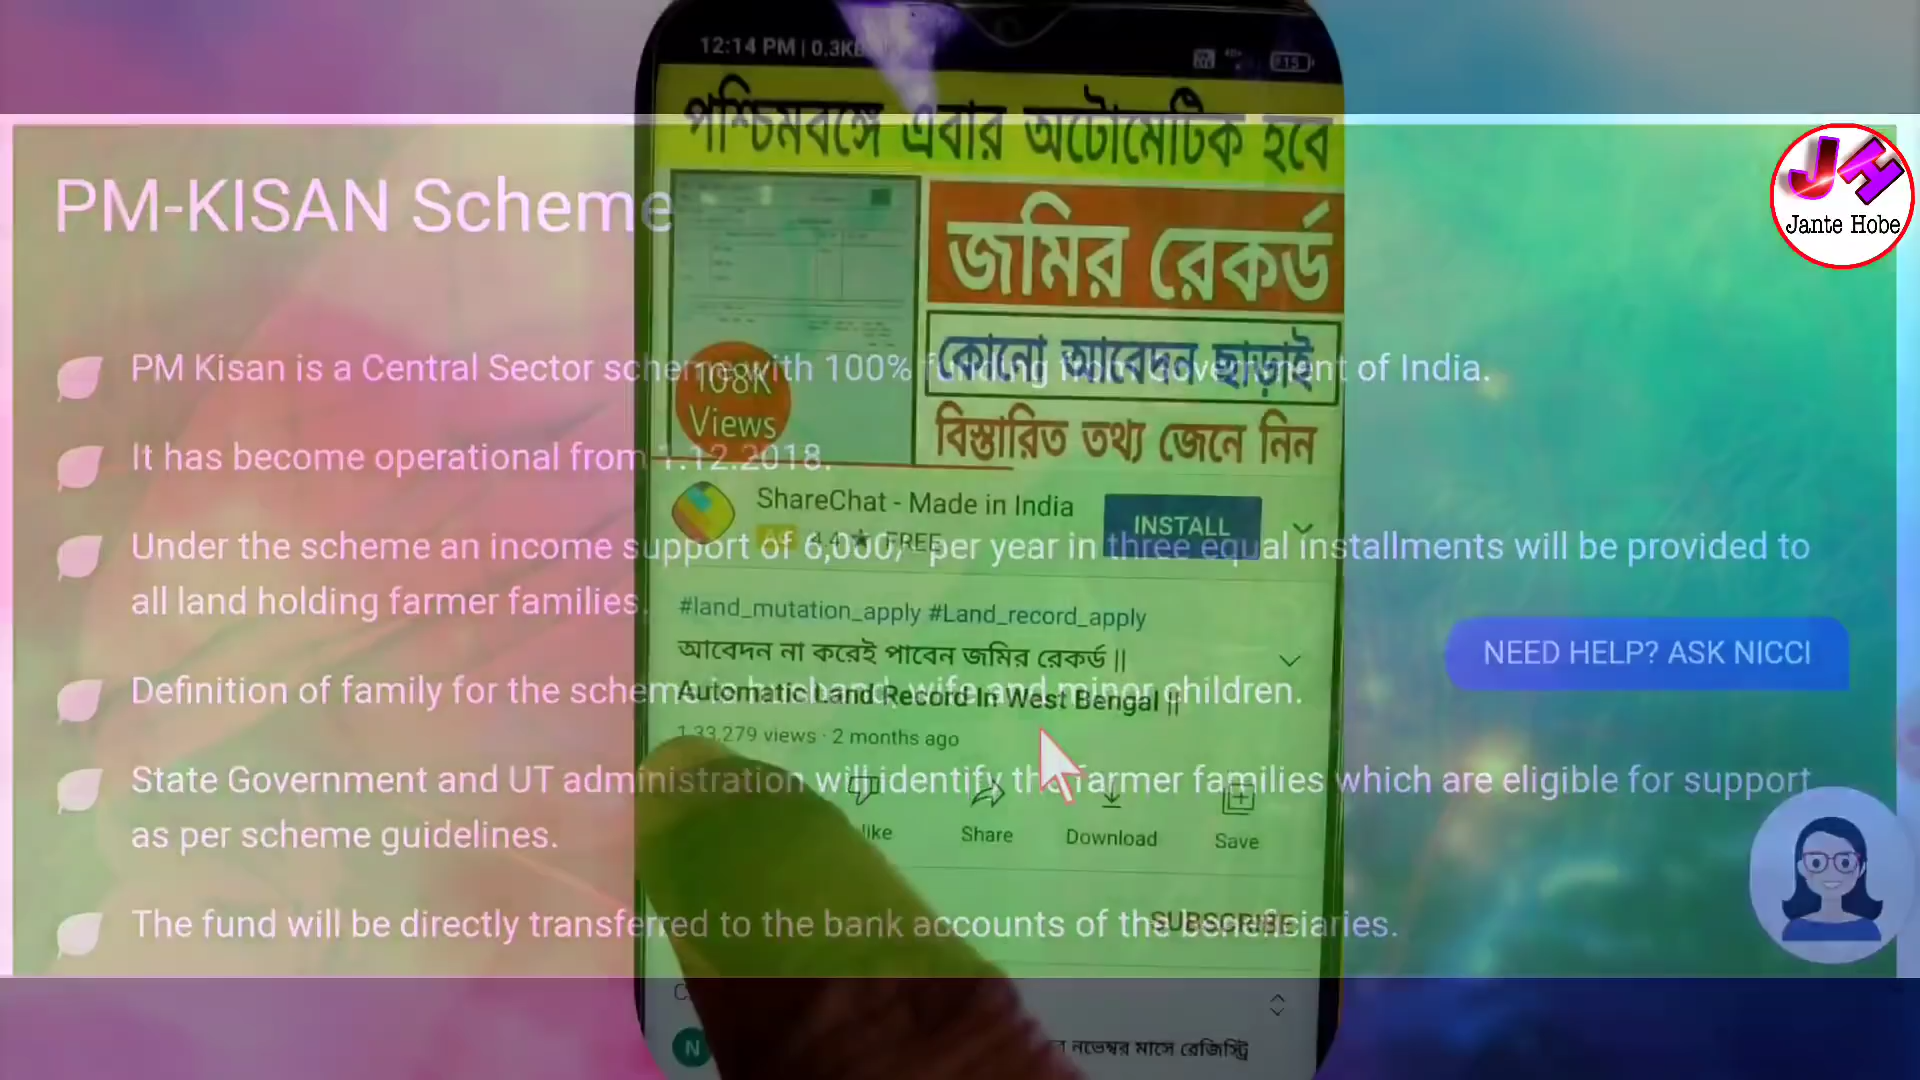 12:14 PM | 0.3K
পশ্চিমবঙ্গে এবার অটোমেটিক হবে
JH
Jante Hobe
PM-KISAN Scheme
জমির রেকর্ড
কোনো আবেদন ছাড়াই
বিস্তারিত তথ্য জেনে নিন
108K
Views
PM Kisan is a Central Sector scheme with 100% funding from Government of India.
It has become operational from 1.12.2018.
ShareChat - Made in India
INSTALL
Ad 4.4 ★ FREE
Under the scheme an income support of 6,000/- per year in three equal installments will be provided to
all land holding farmer families.
#land_mutation_apply #Land_record_apply
আবেদন না করেই পাবেন জমির রেকর্ড ||
Automatic Land Record In West Bengal ||
NEED HELP? ASK NICCI
Definition of family for the scheme is husband, wife and minor children.
1,33,279 views · 2 months ago
State Government and UT administration will identify the farmer families which are eligible for support
as per scheme guidelines.
like
Share
Download
Save
The fund will be directly transferred to the bank accounts of the beneficiaries.
SUBSCRIBE
C
N
নভেম্বর মাসে রেজিস্ট্রি